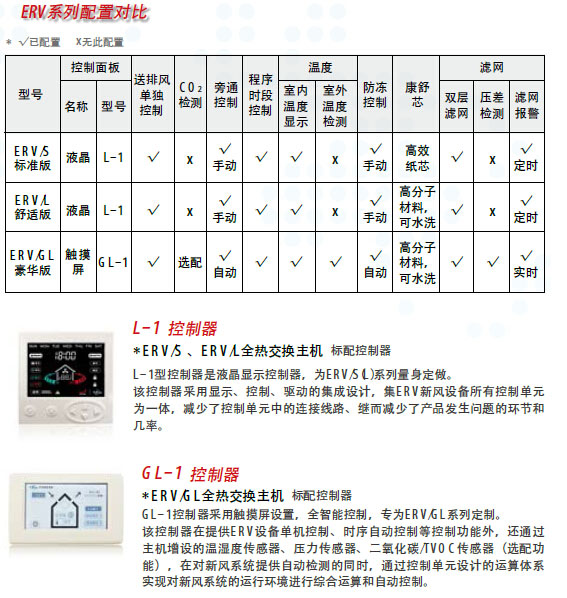 ERV系列配置对比
* √已配置 X无此配置
型号 控制面板 送排风单独控制 CO2检测 旁通控制 程序时段控制 温度 防冻控制 康舒芯 滤网
名称 型号 室内温度显示 室外温度检测 双层滤网 压差检测 滤网报警
ERV/S标准版 液晶 L-1 √ x √手动 √ √ x √手动 高效纸芯 √ x √定时
ERV/L舒适版 液晶 L-1 √ x √手动 √ √ x √手动 高分子材料,可水洗 √ x √定时
ERV/GL豪华版 触摸屏 GL-1 √ 选配 √自动 √ √ √ √自动 高分子材料,可水洗 √ √ √实时
L-1 控制器
*ERV/S 、ERV/L全热交换主机 标配控制器
L-1型控制器是液晶显示控制器，为ERV/S(L)系列量身定做。
该控制器采用显示、控制、驱动的集成设计，集ERV新风设备所有控制单元
为一体，减少了控制单元中的连接线路、继而减少了产品发生问题的环节和
几率。
SUN MON TUE WED THU FRI SAT
18:00
GL-1 控制器
*ERV/GL全热交换主机 标配控制器
GL-1控制器采用触摸屏设置，全智能控制，专为ERV/GL系列定制。
该控制器在提供ERV设备单机控制、时序自动控制等控制功能外，还通过
主机增设的温湿度传感器、压力传感器、二氧化碳/TVOC传感器（选配功
能），在对新风系统提供自动检测的同时，通过控制单元设计的运算体系
实现对新风系统的运行环境进行综合运算和自动控制。